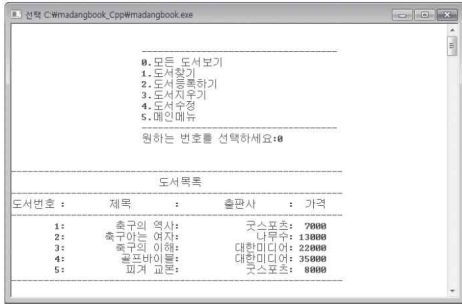 선택 C:₩madangbook_Cpp₩madangbook.exe
0.모든 도서보기
1.도서찾기
2.도서등록하기
3.도서지우기
4.도서수정
5.메인메뉴
원하는 번호를 선택하세요:0
도서목록
도서번호 : 제목 : 출판사 : 가격
1: 축구의 역사: 굿스포츠: 7000
2: 축구아는 여자: 나무수: 13000
3: 축구의 이해: 대한미디어: 22000
4: 골프바이블: 대한미디어: 35000
5: 피겨 교본: 굿스포츠: 8000